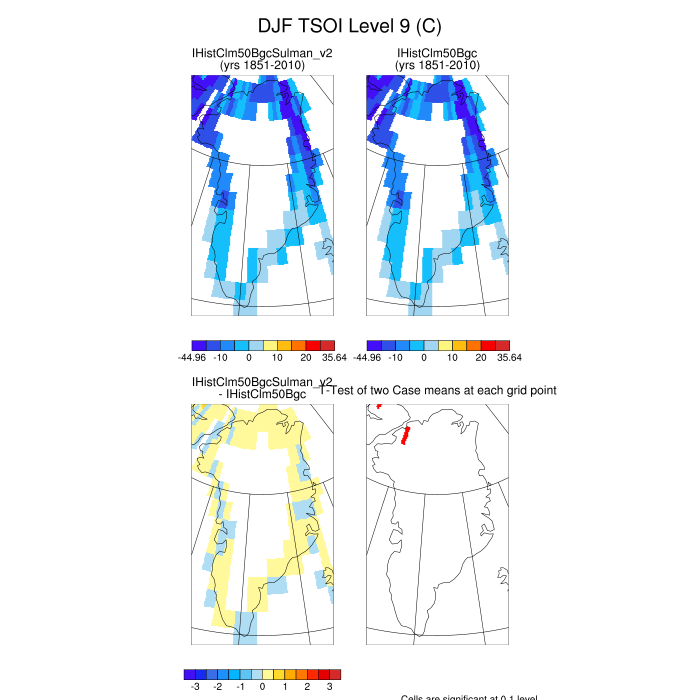 DJF TSOI Level 9 (C)
IHistClm50BgcSulman_v2
(yrs 1851-2010)
IHistClm50Bgc
(yrs 1851-2010)
-44.96 -10 0 10 20 35.64
-44.96 -10 0 10 20 35.64
IHistClm50BgcSulman_v2
- IHistClm50Bgc
T-Test of two Case means at each grid point
-3 -2 -1 0 1 2 3
Cells are significant at 0.1 level